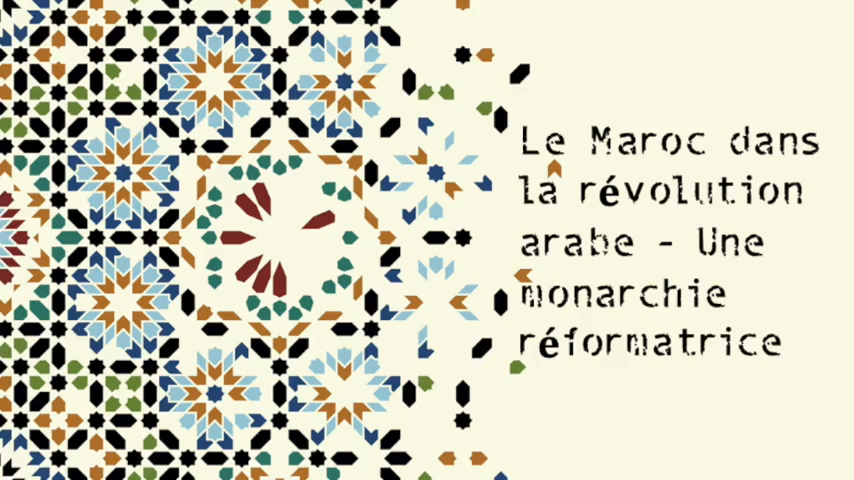 Le Maroc dans
la révolution
arabe - Une
monarchie
réformatrice